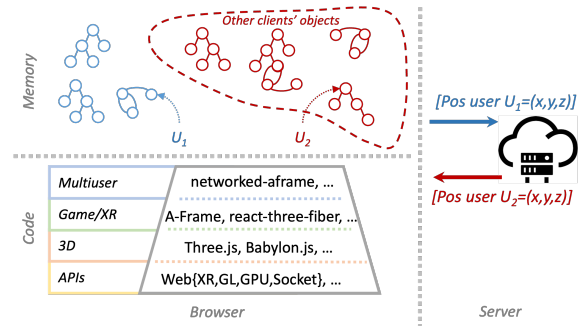 Other clients' objects
Memory
U1
U2
[Pos user U1=(x,y,z)]
[Pos user U2=(x,y,z)]
Code
Multiuser
networked-aframe, ...
Game/XR
A-Frame, react-three-fiber, ...
3D
Three.js, Babylon.js, ...
APIs
Web{XR,GL,GPU,Socket}, ...
Browser
Server